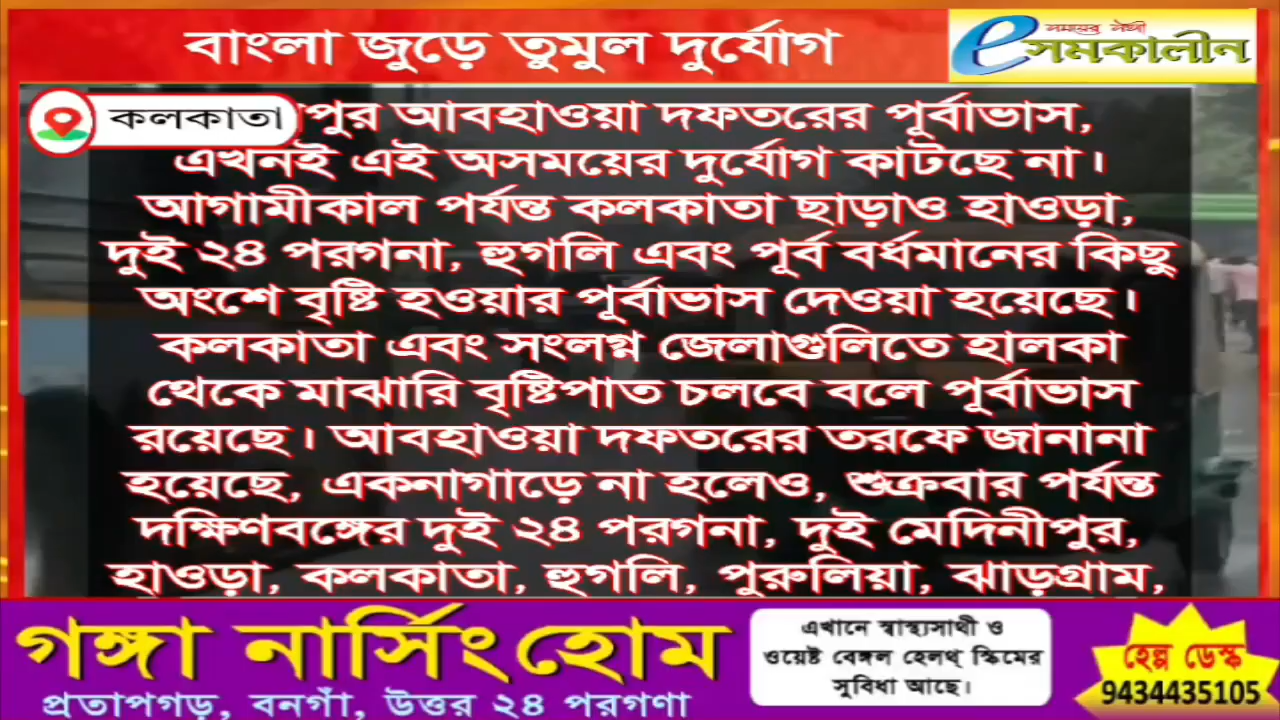 বাংলা জুড়ে তুমুল দুর্যোগ
সময়ের সঙ্গী
eসমকালীন
কলকাতা
পুর আবহাওয়া দফতরের পূর্বাভাস,
এখনই এই অসময়ের দুর্যোগ কাটছে না।
আগামীকাল পর্যন্ত কলকাতা ছাড়াও হাওড়া,
দুই ২৪ পরগনা, হুগলি এবং পূর্ব বর্ধমানের কিছু
অংশে বৃষ্টি হওয়ার পূর্বাভাস দেওয়া হয়েছে।
কলকাতা এবং সংলগ্ন জেলাগুলিতে হালকা
থেকে মাঝারি বৃষ্টিপাত চলবে বলে পূর্বাভাস
রয়েছে। আবহাওয়া দফতরের তরফে জানানা
হয়েছে, একনাগাড়ে না হলেও, শুক্রবার পর্যন্ত
দক্ষিণবঙ্গের দুই ২৪ পরগনা, দুই মেদিনীপুর,
হাওড়া, কলকাতা, হুগলি, পুরুলিয়া, ঝাড়গ্রাম,
গঙ্গা নার্সিংহোম
প্রতাপগড়, বনগাঁ, উত্তর ২৪ পরগণা
এখানে স্বাস্থ্যসাথী ও
ওয়েষ্ট বেঙ্গল হেলথ্ স্কিমের
সুবিধা আছে।
হেল্প ডেস্ক
9434435105